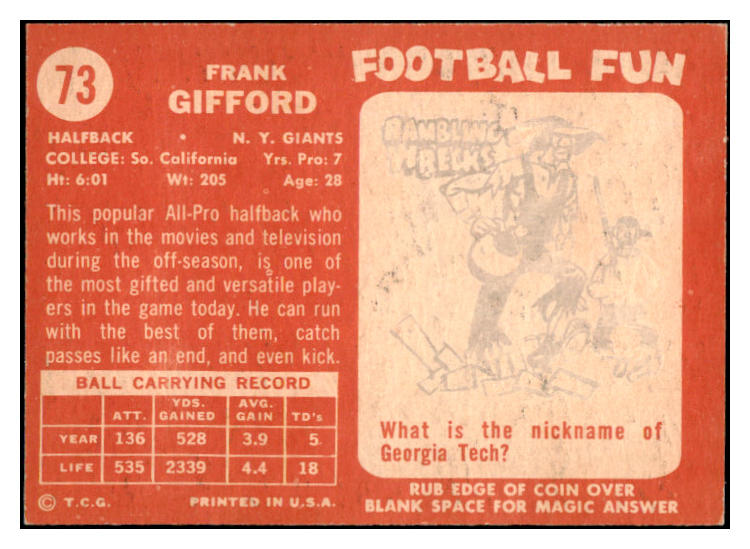 73
FRANK
GIFFORD
HALFBACK • N. Y. GIANTS
COLLEGE: So. California Yrs. Pro: 7
Ht: 6:01 Wt: 205 Age: 28
This popular All-Pro halfback who
works in the movies and television
during the off-season, is one of
the most gifted and versatile play-
ers in the game today. He can run
with the best of them, catch
passes like an end, and even kick.
BALL CARRYING RECORD
ATT. YDS. GAINED AVG. GAIN TD's
YEAR 136 528 3.9 5
LIFE 535 2339 4.4 18
© T.C.G. PRINTED IN U.S.A.
FOOTBALL FUN
RAMBLING
WRECKS
What is the nickname of
Georgia Tech?
RUB EDGE OF COIN OVER
BLANK SPACE FOR MAGIC ANSWER